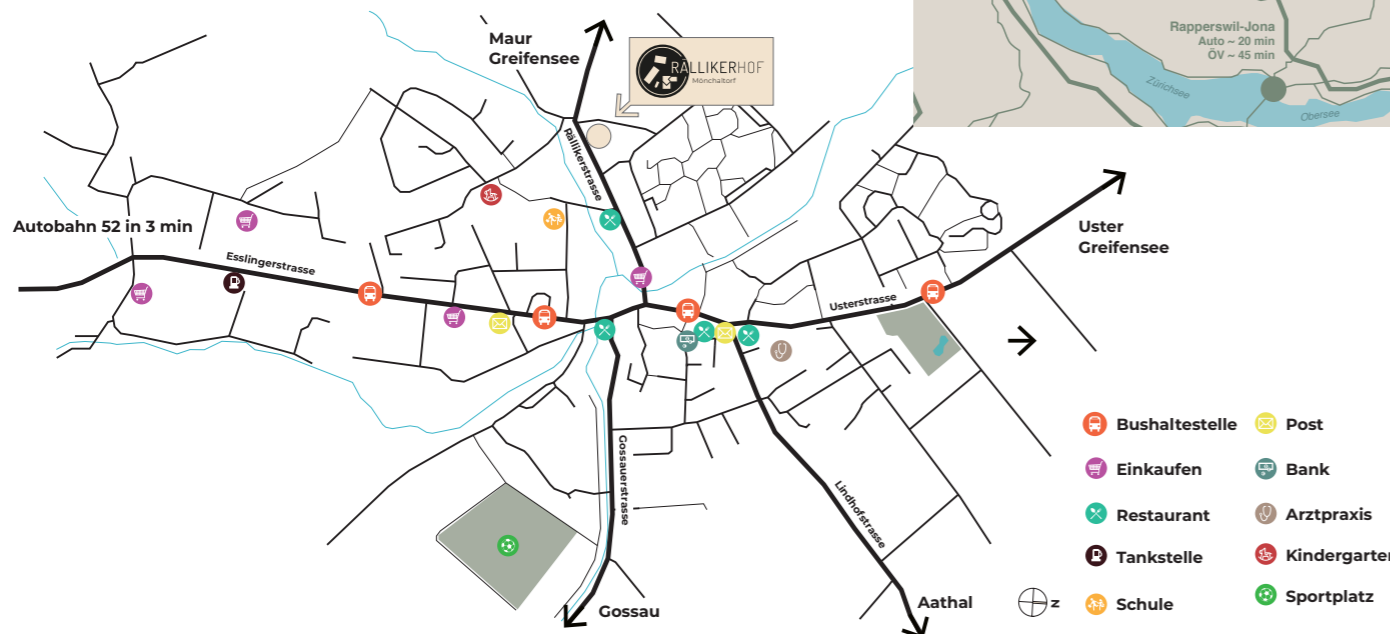 Maur
Greifensee
RÄLLIKERHOF
Mönchaltorf
Rapperswil-Jona
Auto ~ 20 min
ÖV ~ 45 min
Zürichsee
Obersee
Rällikerstrasse
Autobahn 52 in 3 min
Esslingerstrasse
Uster
Greifensee
Usterstrasse
Gossauerstrasse
Lindhofstrasse
Gossau
Aathal
Bushaltestelle
Einkaufen
Restaurant
Tankstelle
Schule
Post
Bank
Arztpraxis
Kindergarten
Sportplatz
z